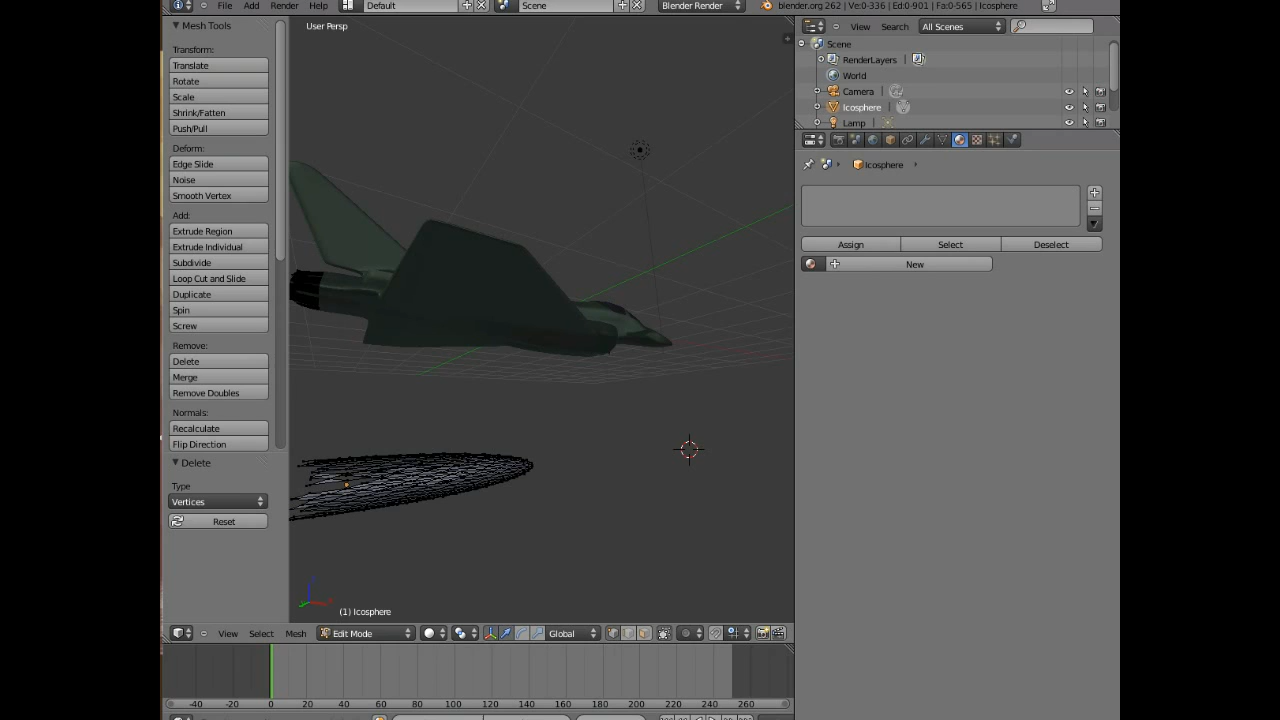 File Add Render Help Default Scene Blender Render blender.org 262 | Ve:0-336 | Ed:0-901 | Fa:0-565 | Icosphere
Mesh Tools
Transform:
Translate
Rotate
Scale
Shrink/Fatten
Push/Pull
Deform:
Edge Slide
Noise
Smooth Vertex
Add:
Extrude Region
Extrude Individual
Subdivide
Loop Cut and Slide
Duplicate
Spin
Screw
Remove:
Delete
Merge
Remove Doubles
Normals:
Recalculate
Flip Direction
Delete
Type
Vertices
Reset
User Persp
(1) Icosphere
View Select Mesh Edit Mode Global
-40 -20 0 20 40 60 80 100 120 140 160 180 200 220 240 260
View Search All Scenes
Scene
RenderLayers
World
Camera
Icosphere
Lamp
Icosphere
Assign Select Deselect
New